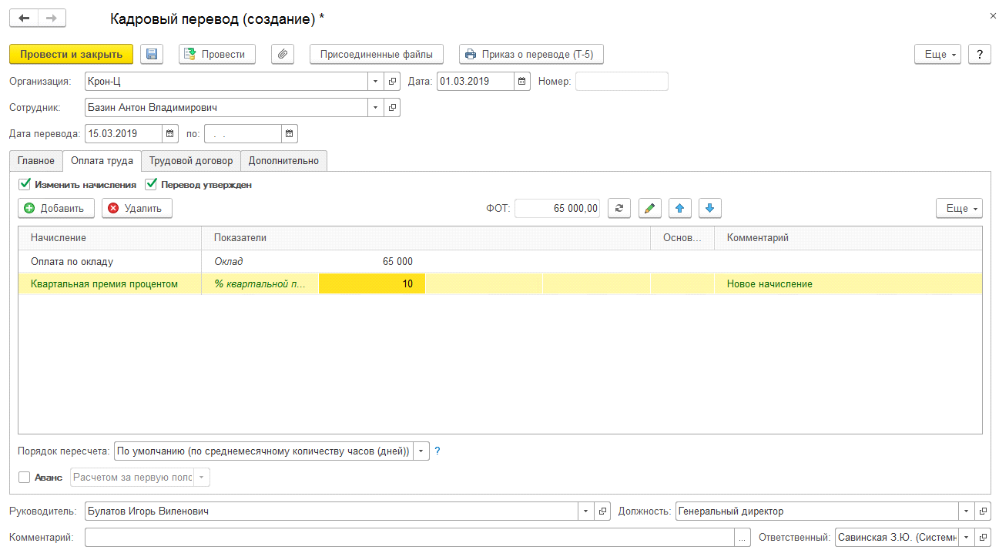 Кадровый перевод (создание) *
Провести и закрыть Провести Присоединенные файлы Приказ о переводе (Т-5) Еще ?
Организация: Крон-Ц Дата: 01.03.2019 Номер:
Сотрудник: Базин Антон Владимирович
Дата перевода: 15.03.2019 по: . .
Главное Оплата труда Трудовой договор Дополнительно
Изменить начисления Перевод утвержден
Добавить Удалить ФОТ: 65 000,00 Еще
Начисление Показатели Основ... Комментарий
Оплата по окладу Оклад 65 000
Квартальная премия процентом % квартальной п... 10 Новое начисление
Порядок пересчета: По умолчанию (по среднемесячному количеству часов (дней)) ?
Аванс Расчетом за первую поло
Руководитель: Булатов Игорь Виленович Должность: Генеральный директор
Комментарий: ... Ответственный: Савинская З.Ю. (Системн